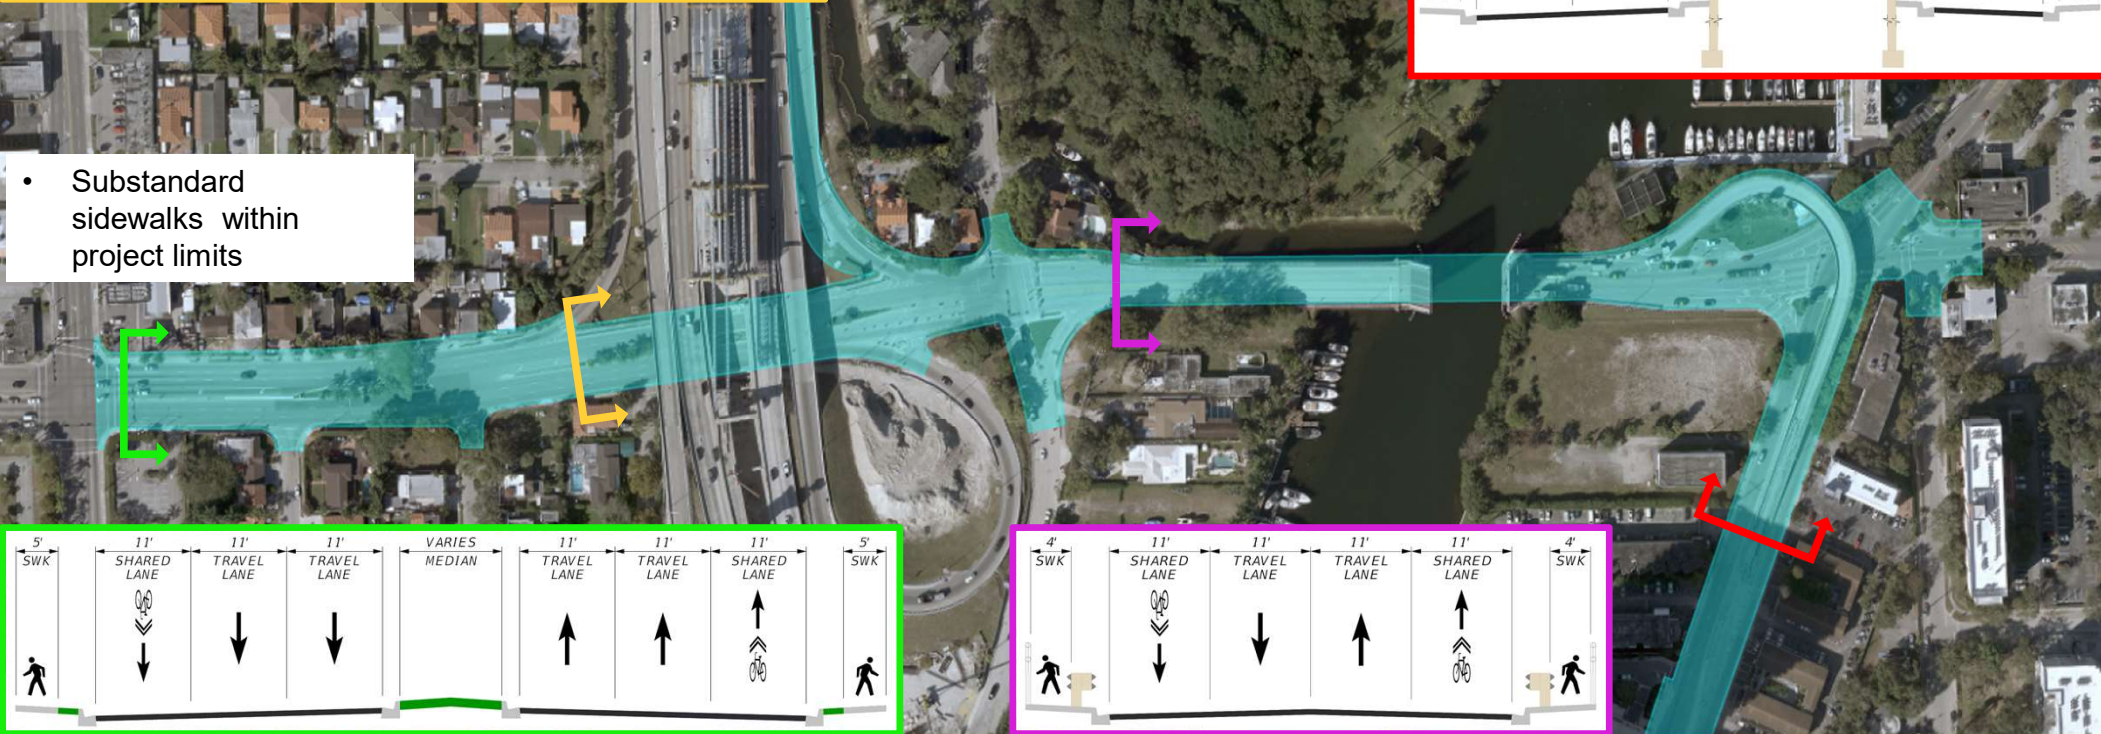 • Substandard
sidewalks within
project limits
5' 11' 11' 11' VARIES 11' 11' 11' 5'
SWK SHARED TRAVEL TRAVEL MEDIAN TRAVEL TRAVEL SHARED SWK
LANE LANE LANE LANE LANE LANE
4' 11' 11' 11' 11' 4'
SWK SHARED TRAVEL TRAVEL SHARED SWK
LANE LANE LANE LANE